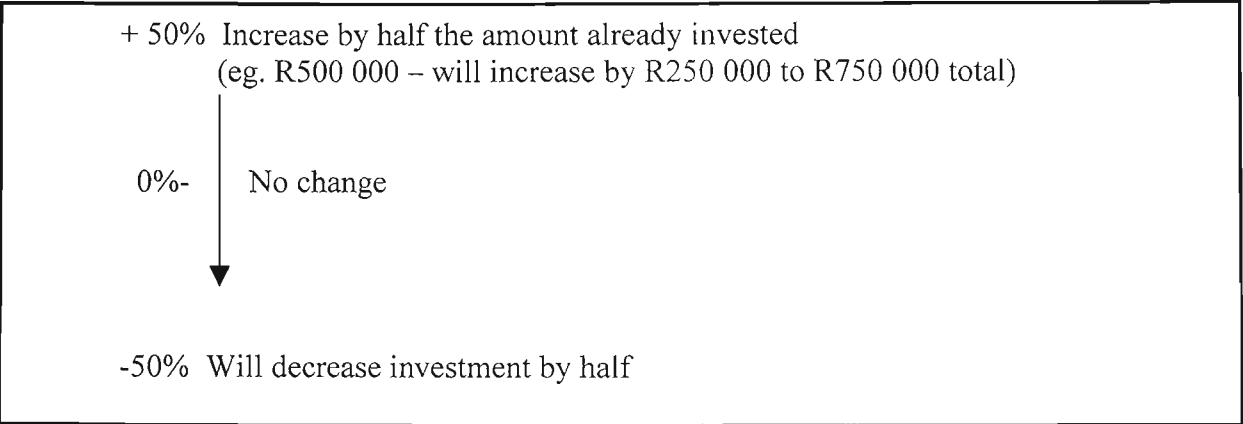 + 50% Increase by half the amount already invested
(eg. R500 000 – will increase by R250 000 to R750 000 total)
0%- No change
-50% Will decrease investment by half